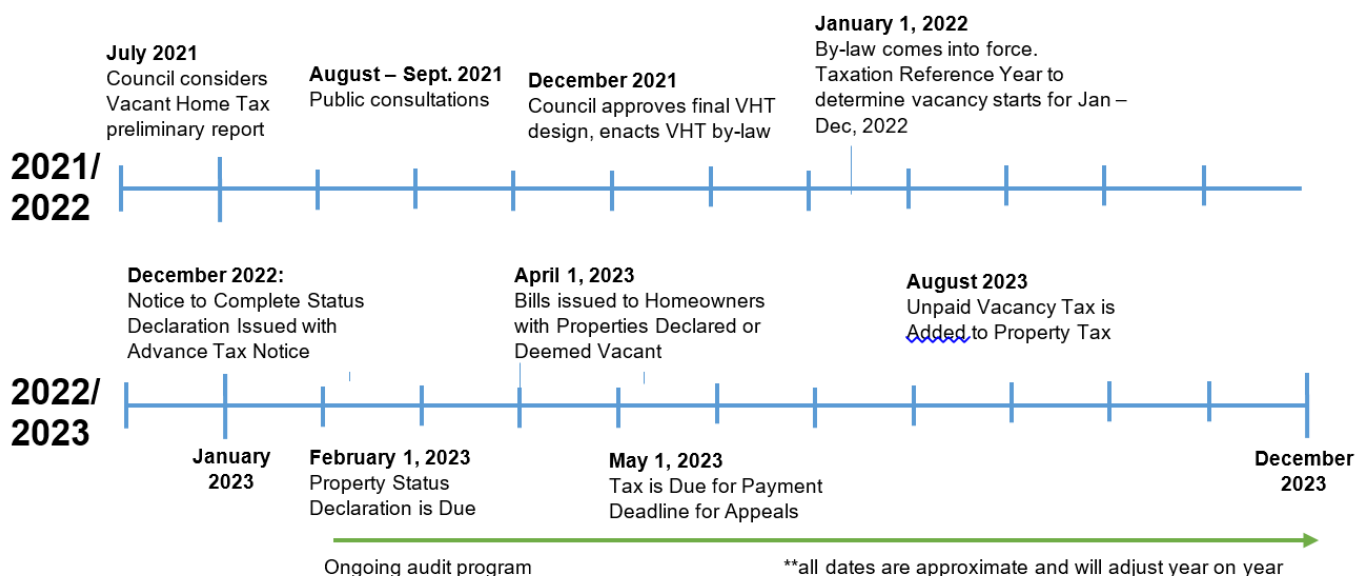 July 2021
Council considers
Vacant Home Tax
preliminary report
August – Sept. 2021
Public consultations
December 2021
Council approves final VHT
design, enacts VHT by-law
January 1, 2022
By-law comes into force.
Taxation Reference Year to
determine vacancy starts for Jan –
Dec, 2022
2021/
2022
December 2022:
Notice to Complete Status
Declaration Issued with
Advance Tax Notice
April 1, 2023
Bills issued to Homeowners
with Properties Declared or
Deemed Vacant
August 2023
Unpaid Vacancy Tax is
Added to Property Tax
2022/
2023
January
2023
February 1, 2023
Property Status
Declaration is Due
May 1, 2023
Tax is Due for Payment
Deadline for Appeals
December
2023
Ongoing audit program
**all dates are approximate and will adjust year on year